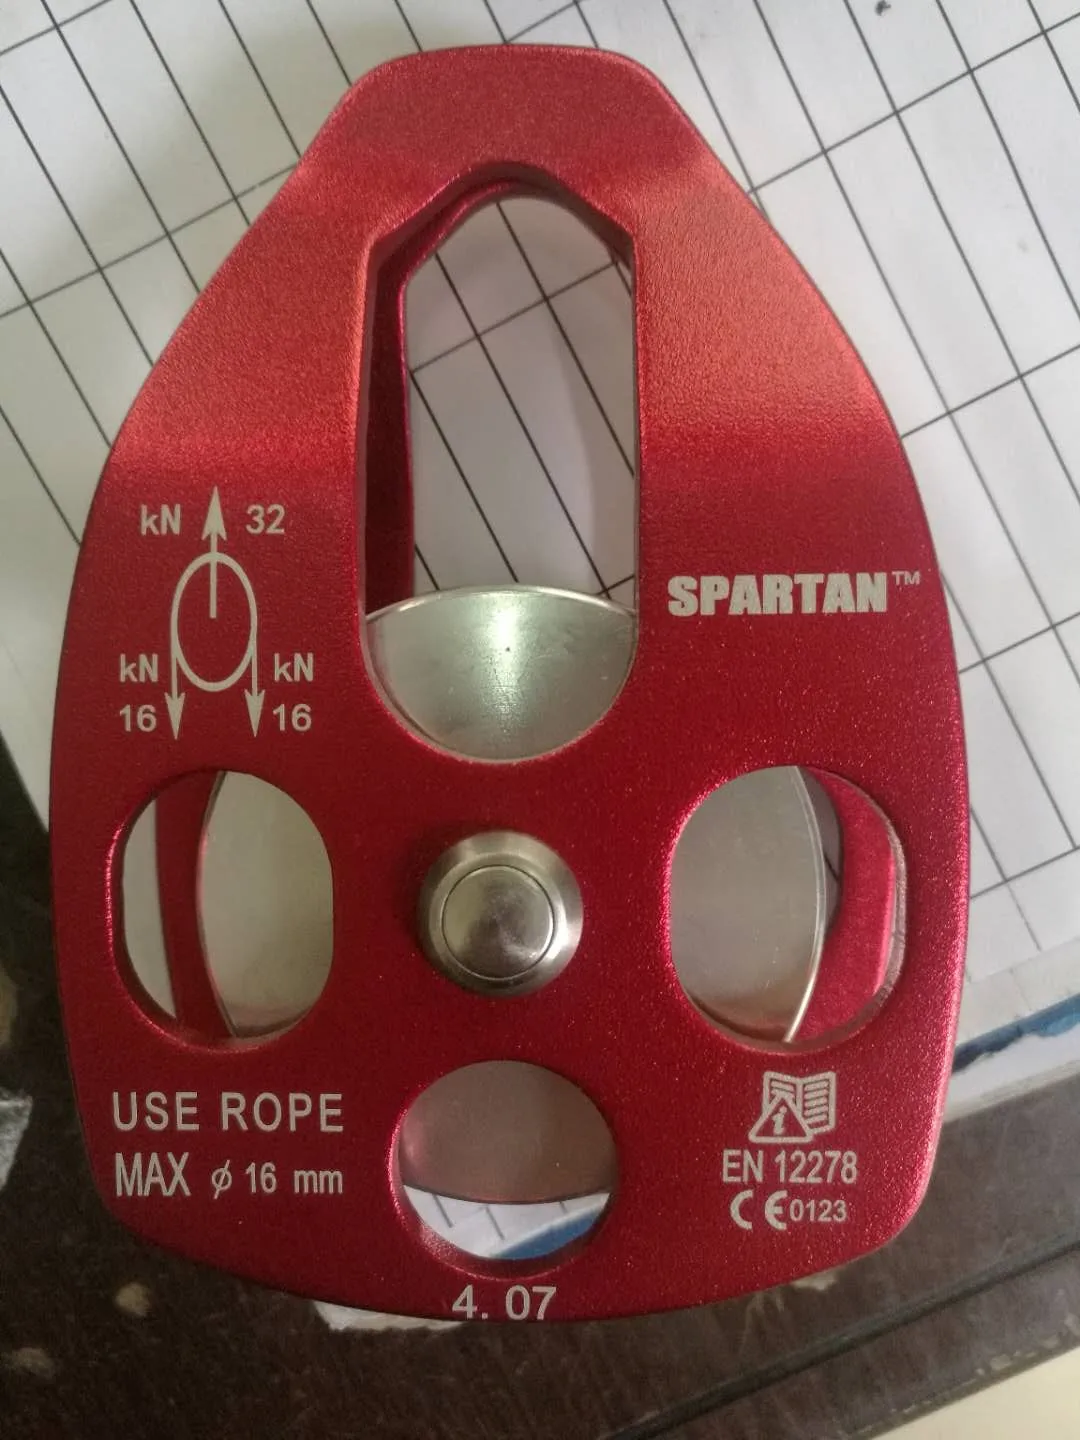 kN 32
kN kN
16 16
SPARTAN™
USE ROPE
MAX ϕ 16 mm
i
EN 12278
CE 0123
4. 07